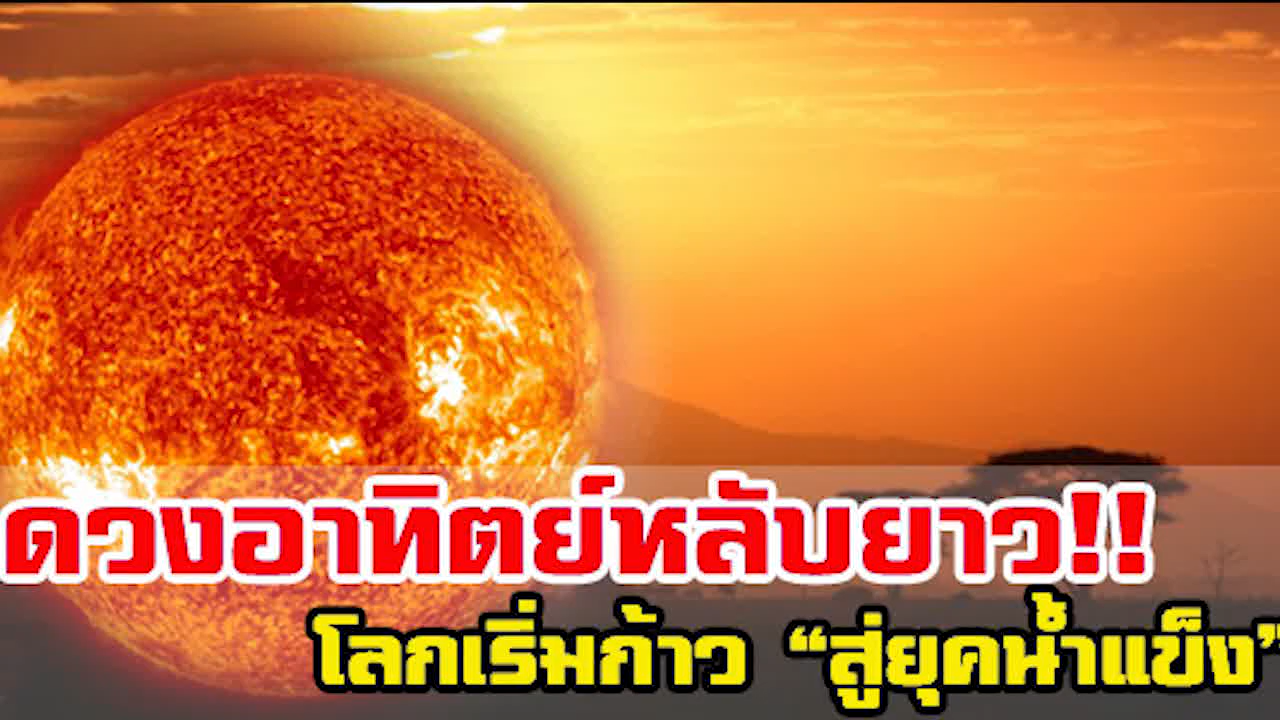 ดวงอาทิตย์หลับยาว!!
โลกเริ่มก้าว “สู่ยุคน้ำแข็ง”